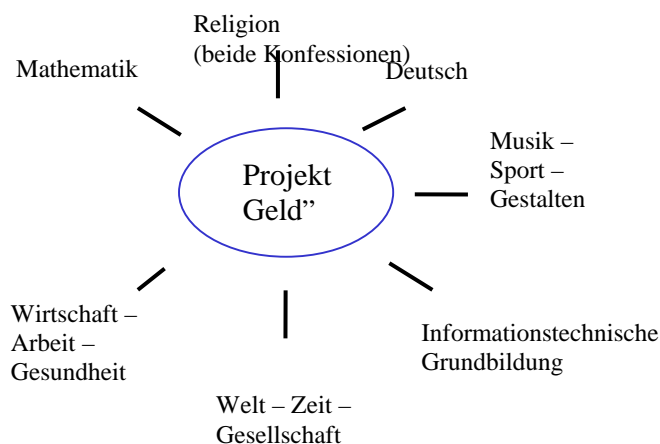 Religion
(beide Konfessionen)
Mathematik
Deutsch
Musik –
Sport –
Gestalten
Projekt
Geld”
Wirtschaft –
Arbeit –
Gesundheit
Informationstechnische
Grundbildung
Welt – Zeit –
Gesellschaft